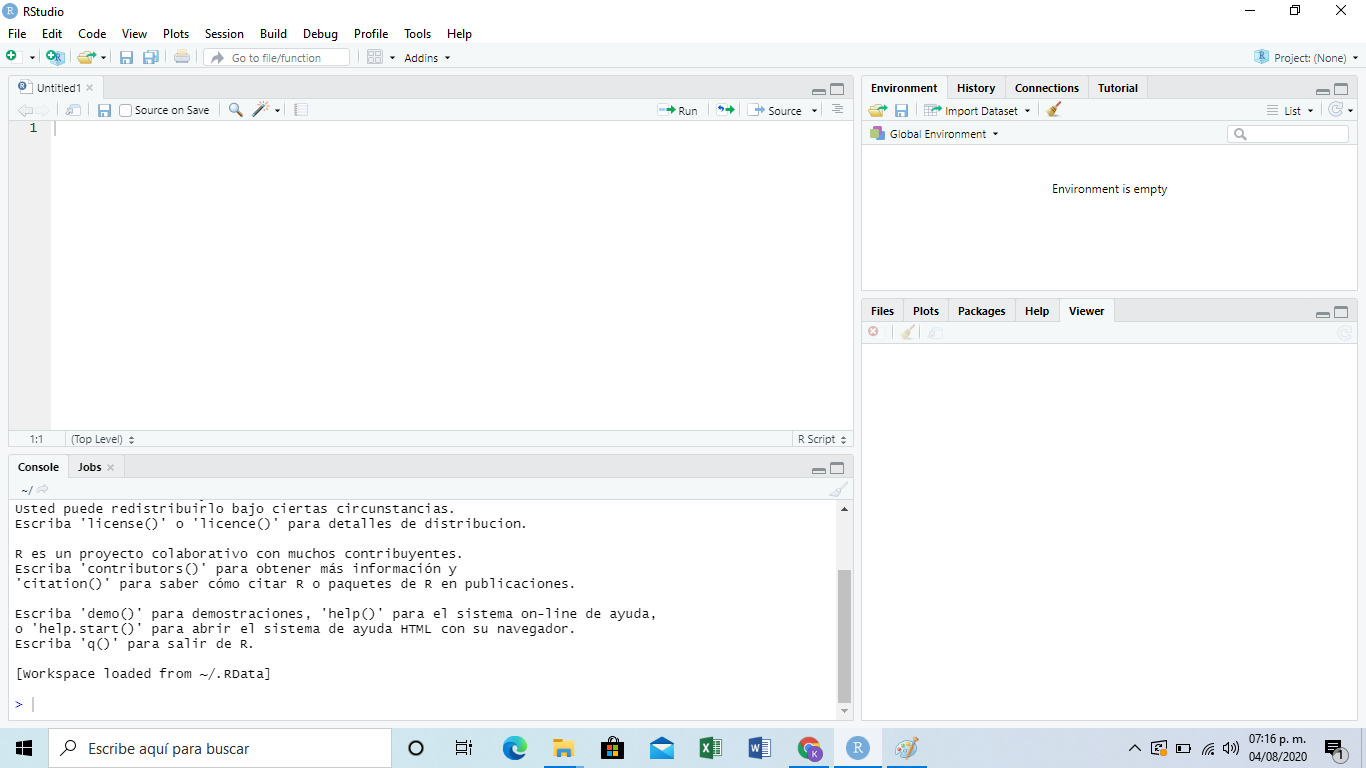 RStudio
File Edit Code View Plots Session Build Debug Profile Tools Help
Go to file/function Addins Project: (None)
Untitled1
Source on Save Run Source
1
1:1 (Top Level) R Script
Console Jobs
~/
Usted puede redistribuirlo bajo ciertas circunstancias.
Escriba 'license()' o 'licence()' para detalles de distribucion.
R es un proyecto colaborativo con muchos contribuyentes.
Escriba 'contributors()' para obtener más información y
'citation()' para saber cómo citar R o paquetes de R en publicaciones.
Escriba 'demo()' para demostraciones, 'help()' para el sistema on-line de ayuda,
o 'help.start()' para abrir el sistema de ayuda HTML con su navegador.
Escriba 'q()' para salir de R.
[Workspace loaded from ~/.RData]
>
Environment History Connections Tutorial
Import Dataset List
Global Environment
Environment is empty
Files Plots Packages Help Viewer
Escribe aquí para buscar
07:16 p. m.
04/08/2020
1